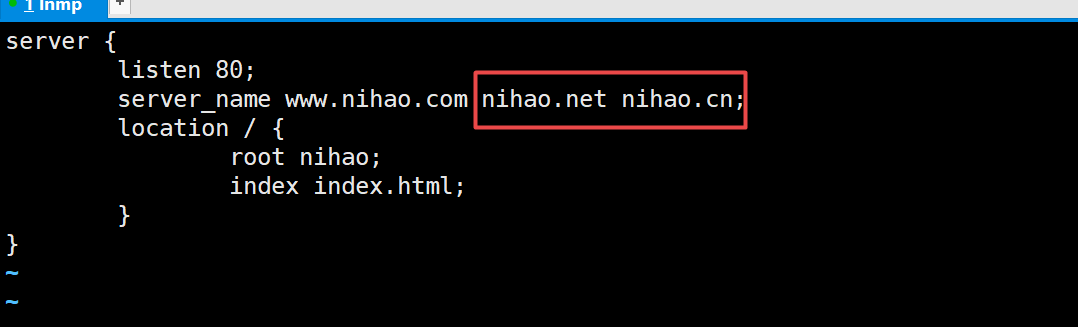 1 lnmp +
server {
listen 80;
server_name www.nihao.com nihao.net nihao.cn;
location / {
root nihao;
index index.html;
}
}
~
~